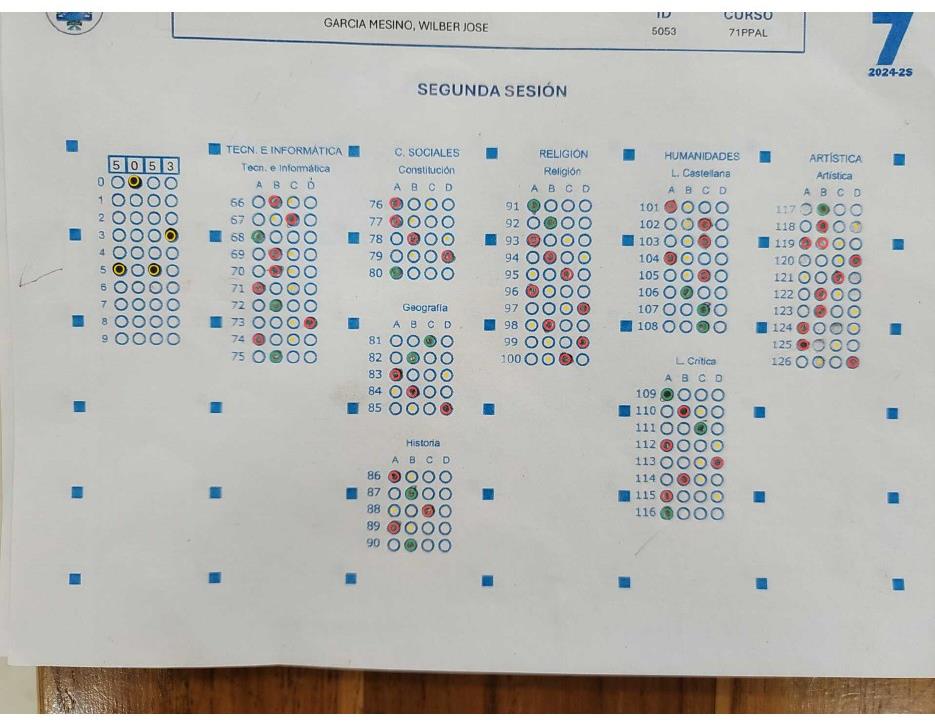 ID CURSO
GARCIA MESINO, WILBER JOSE 5053 71PPAL
7
2024-2S
SEGUNDA SESIÓN
5 0 5 3
0
1
2
3
4
5
6
7
8
9
TECN. E INFORMÁTICA
Tecn. e Informática
A B C D
66
67
68
69
70
71
72
73
74
75
C. SOCIALES
Constitución
A B C D
76
77
78
79
80
Geografía
A B C D
81
82
83
84
85
Historia
A B C D
86
87
88
89
90
RELIGIÓN
Religión
A B C D
91
92
93
94
95
96
97
98
99
100
HUMANIDADES
L. Castellana
A B C D
101
102
103
104
105
106
107
108
L. Crítica
A B C D
109
110
111
112
113
114
115
116
ARTÍSTICA
Artística
A B C D
117
118
119
120
121
122
123
124
125
126